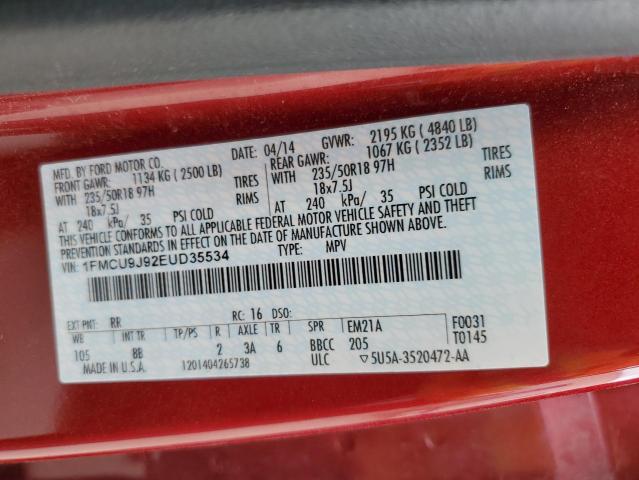 MFD. BY FORD MOTOR CO.
DATE: 04/14 GVWR: 2195 KG (4840 LB)
FRONT GAWR: 1134 KG (2500 LB) REAR GAWR: 1067 KG (2352 LB)
WITH 235/50R18 97H TIRES WITH 235/50R18 97H TIRES
18x7.5J RIMS 18x7.5J RIMS
AT 240 kPa/ 35 PSI COLD AT 240 kPa/ 35 PSI COLD
THIS VEHICLE CONFORMS TO ALL APPLICABLE FEDERAL MOTOR VEHICLE SAFETY AND THEFT
PREVENTION STANDARDS IN EFFECT ON THE DATE OF MANUFACTURE SHOWN ABOVE.
VIN: 1FMCU9J92EUD35534 TYPE: MPV
EXT PNT: RR RC: 16 DSO: F0031
WB INT TR TP/PS R AXLE TR SPR EM21A T0145
105 8B 2 3A 6 BBCC 205
MADE IN U.S.A. 1201404265738 ULC ▽5U5A-3520472-AA